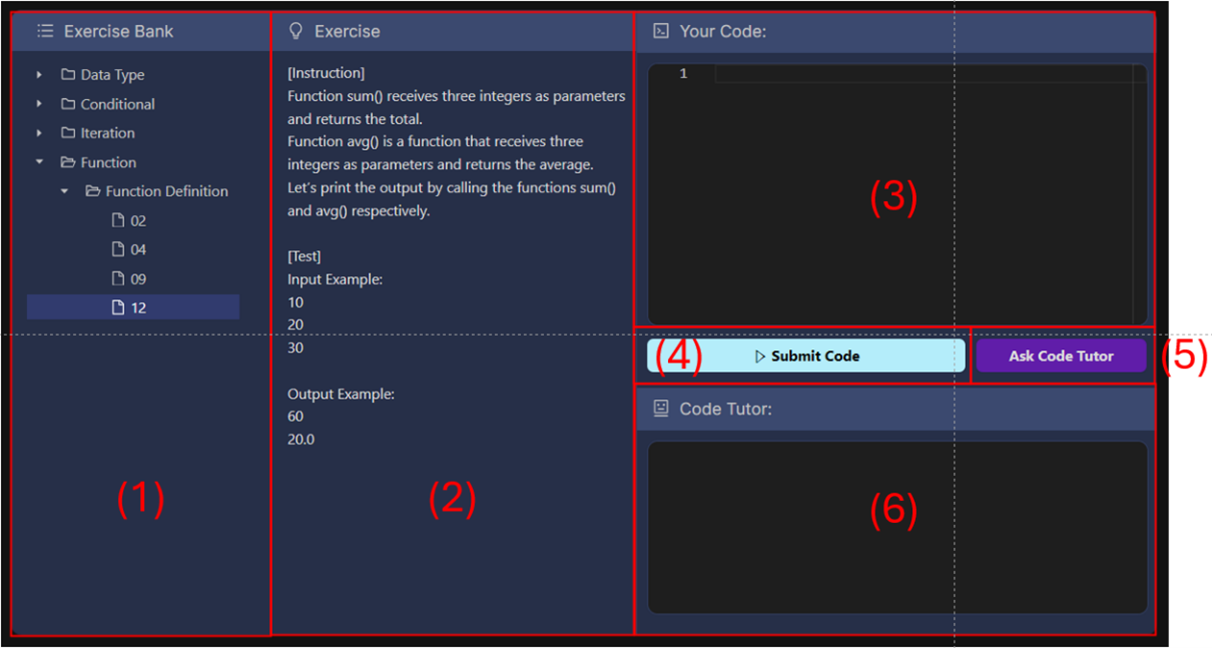 Exercise Bank
Data Type
Conditional
Iteration
Function
Function Definition
02
04
09
12
(1)
Exercise
[Instruction]
Function sum() receives three integers as parameters
and returns the total.
Function avg() is a function that receives three
integers as parameters and returns the average.
Let's print the output by calling the functions sum()
and avg() respectively.
[Test]
Input Example:
10
20
30
Output Example:
60
20.0
(2)
Your Code:
1
(3)
(4)
Submit Code
Ask Code Tutor
(5)
Code Tutor:
(6)